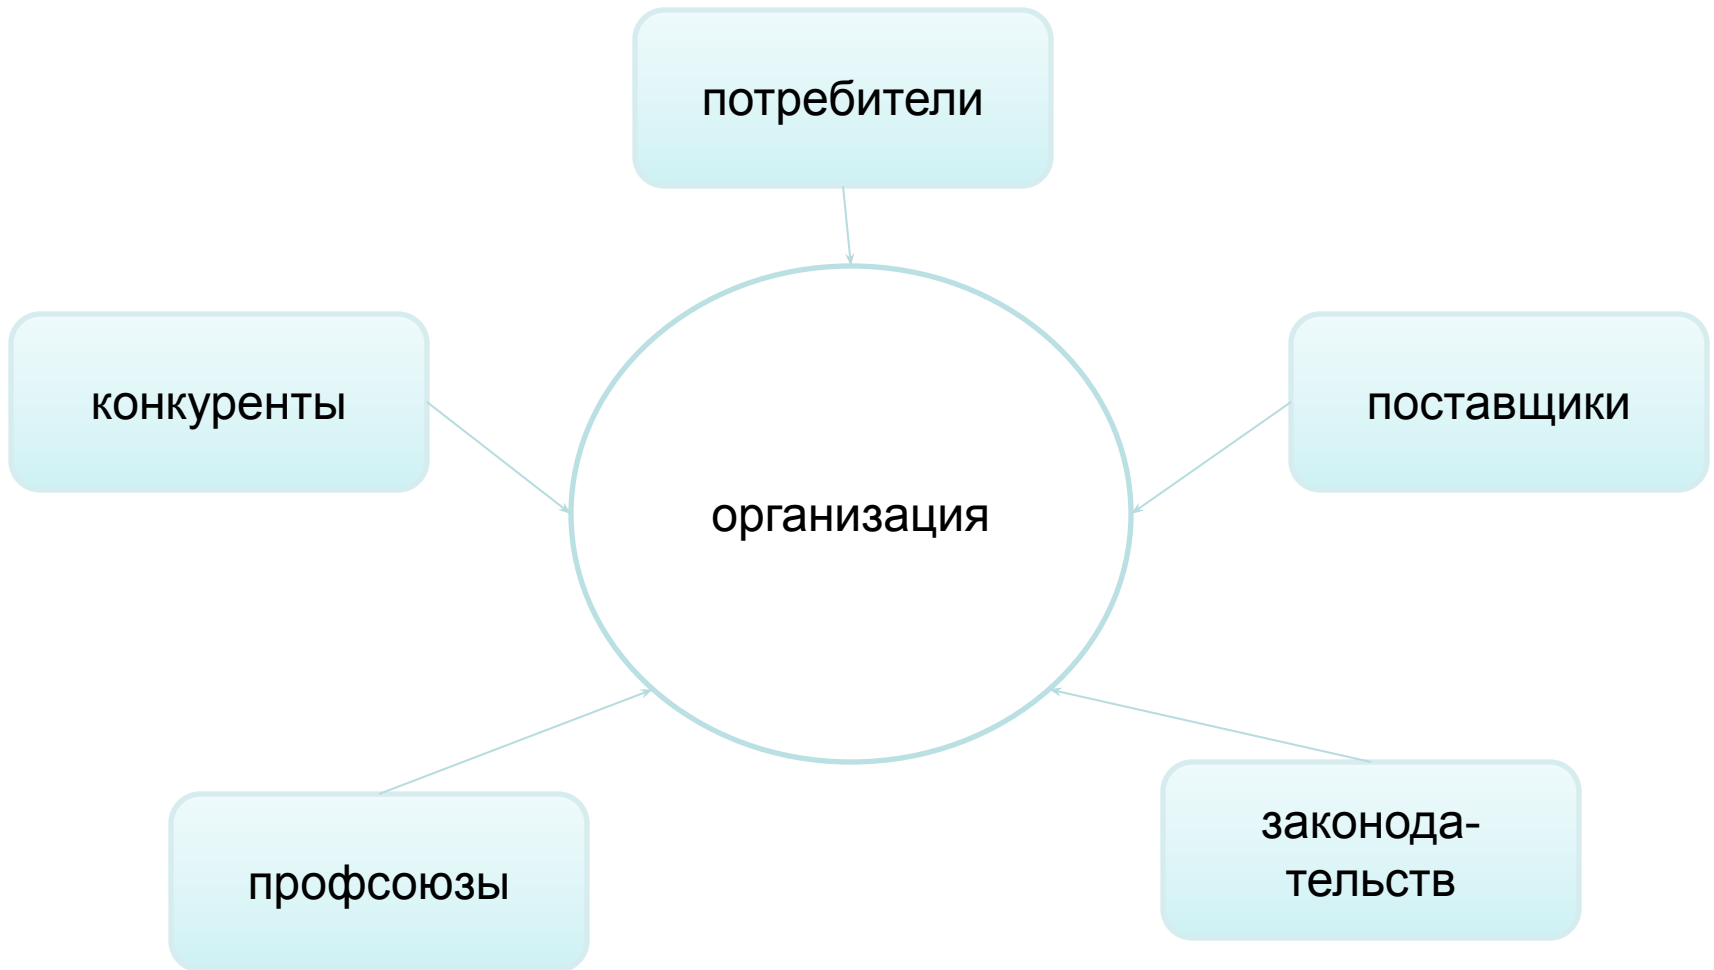 потребители
конкуренты
поставщики
организация
профсоюзы
законода-
тельств